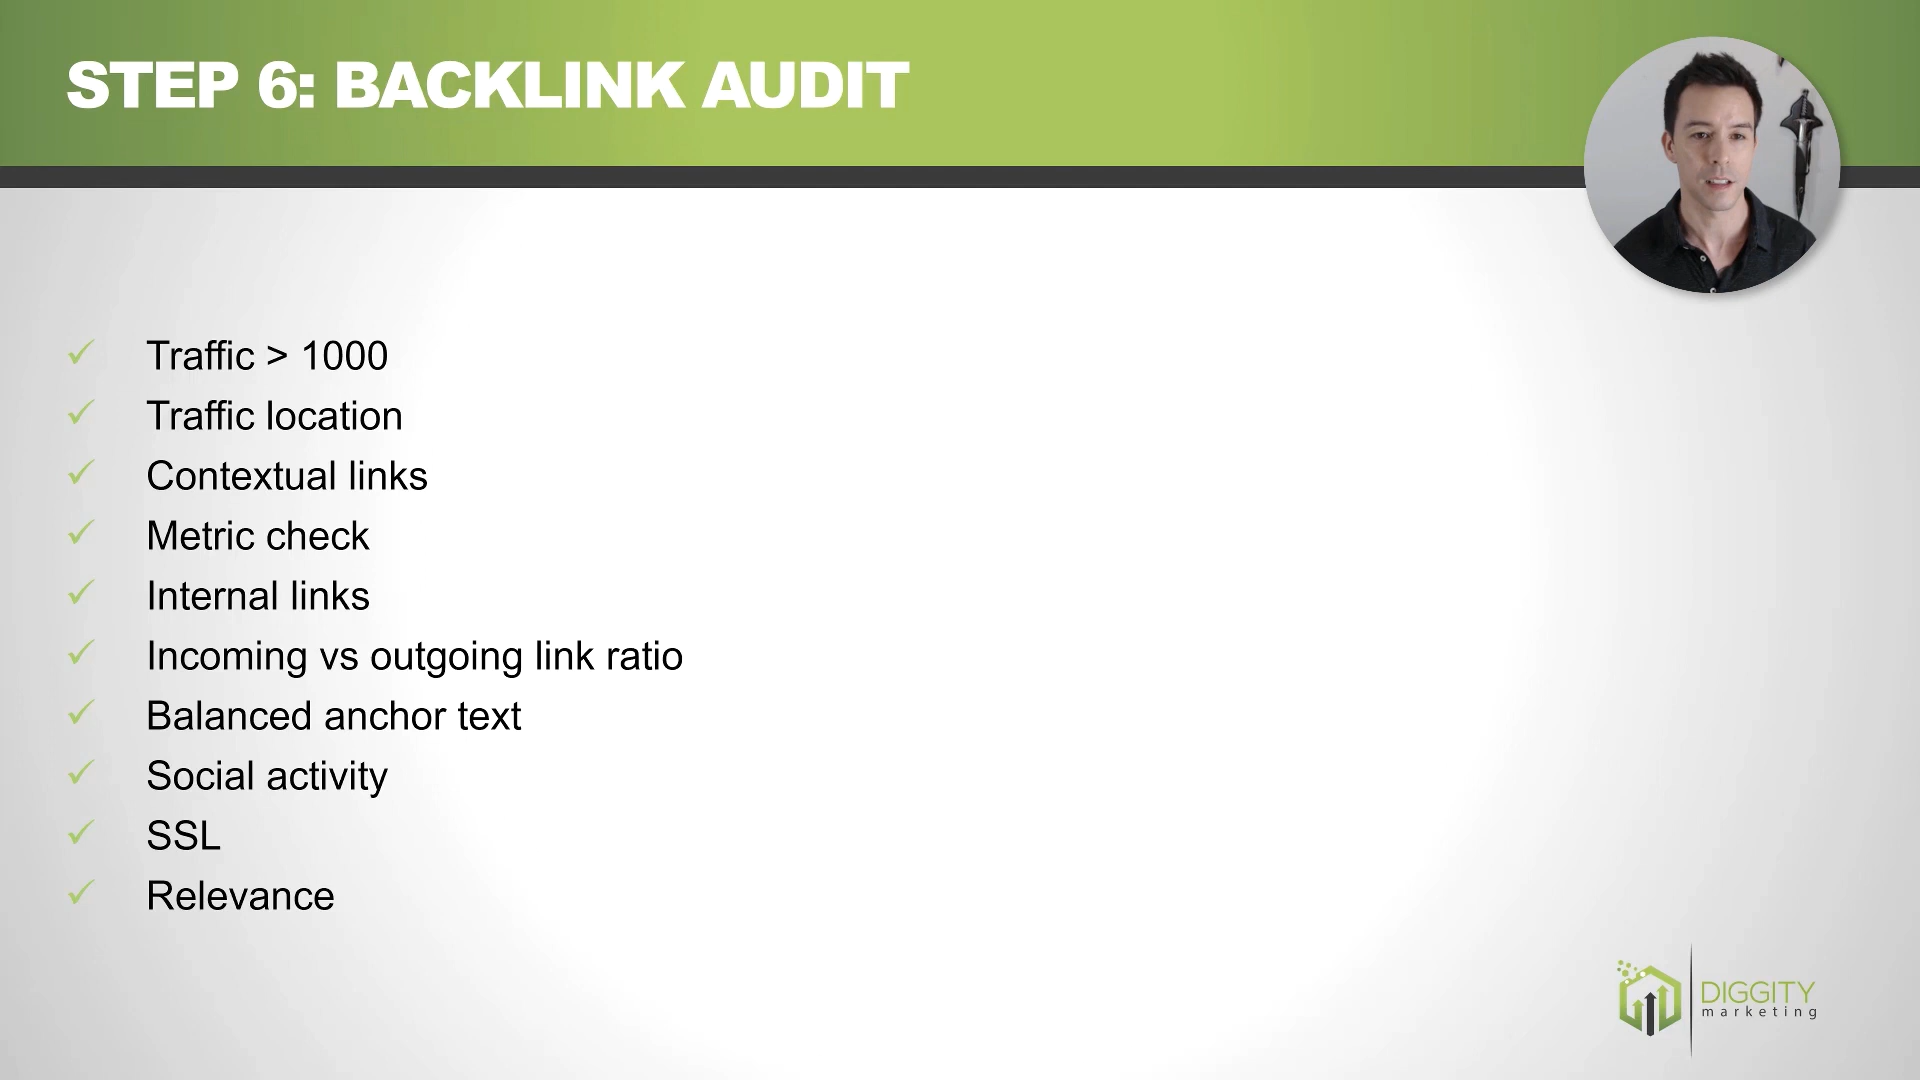 STEP 6: BACKLINK AUDIT
Traffic > 1000
Traffic location
Contextual links
Metric check
Internal links
Incoming vs outgoing link ratio
Balanced anchor text
Social activity
SSL
Relevance
DIGGITY
marketing